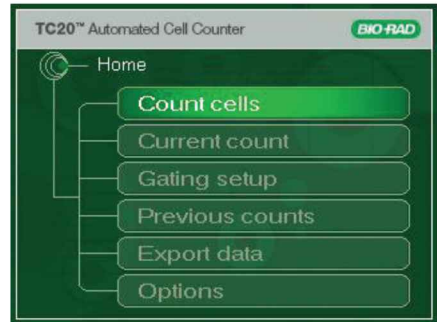 TC20™ Automated Cell Counter
BIO-RAD
Home
Count cells
Current count
Gating setup
Previous counts
Export data
Options